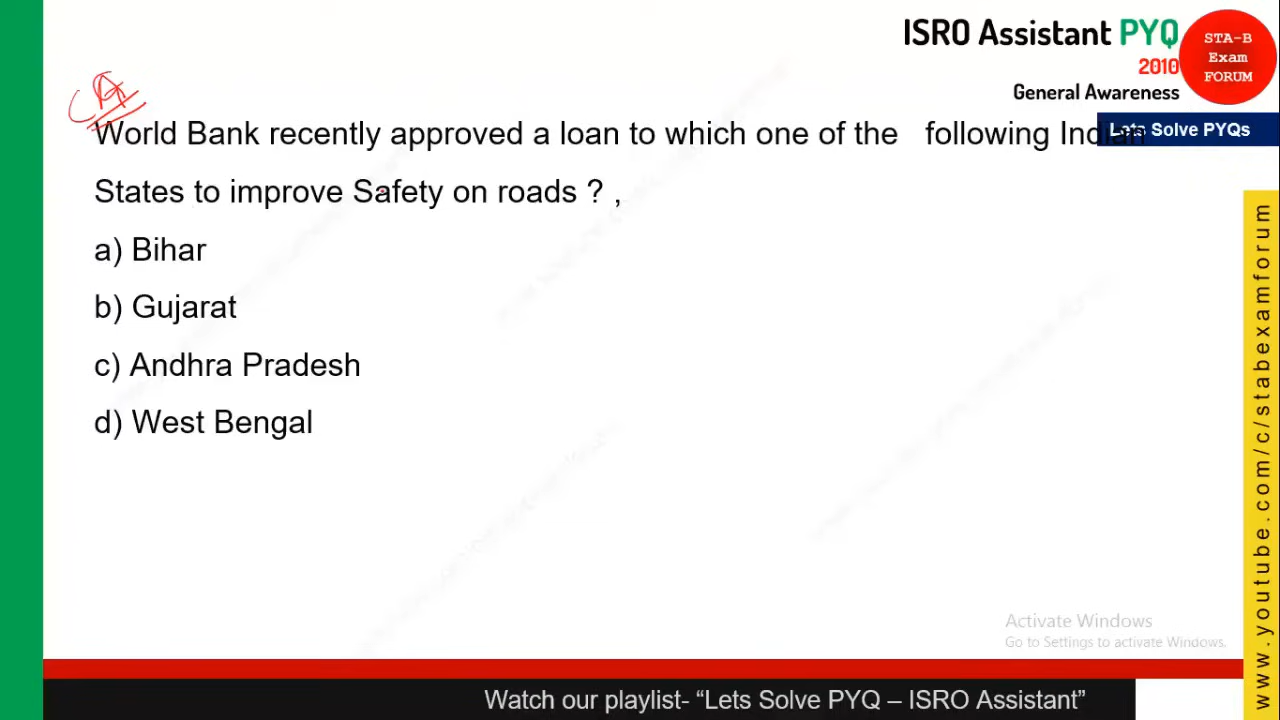 ISRO Assistant PYQ
2010
General Awareness
STA-B
Exam
FORUM
Lets Solve PYQs
CA
World Bank recently approved a loan to which one of the following Indian
States to improve Safety on roads ? ,
a) Bihar
b) Gujarat
c) Andhra Pradesh
d) West Bengal
Activate Windows
Go to Settings to activate Windows.
www.youtube.com/c/stabexamforum
Watch our playlist- “Lets Solve PYQ – ISRO Assistant”